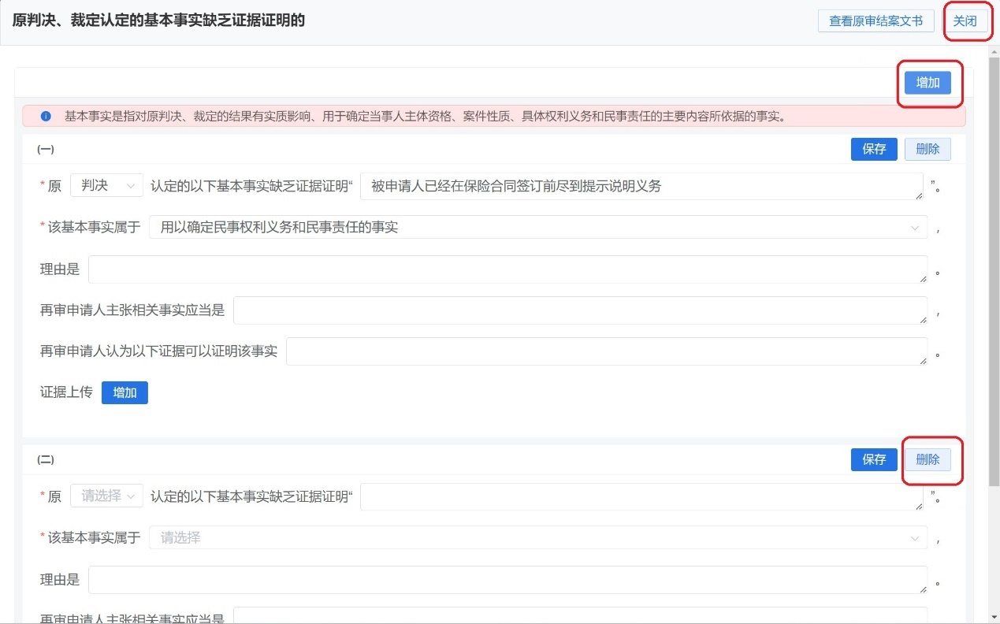 原判决、裁定认定的基本事实缺乏证据证明的 查看原审结案文书 关闭
增加
基本事实是指对原判决、裁定的结果有实质影响、用于确定当事人主体资格、案件性质、具体权利义务和民事责任的主要内容所依据的事实。
(一) 保存 删除
*原 判决 认定的以下基本事实缺乏证据证明“ 被申请人已经在保险合同签订前尽到提示说明义务 ”。
*该基本事实属于 用以确定民事权利义务和民事责任的事实 ，
理由是 。
再审申请人主张相关事实应当是 ，
再审申请人认为以下证据可以证明该事实 。
证据上传 增加
(二) 保存 删除
*原 请选择 认定的以下基本事实缺乏证据证明“ ”。
*该基本事实属于 请选择 ，
理由是 。
再审申请人主张相关事实应当是